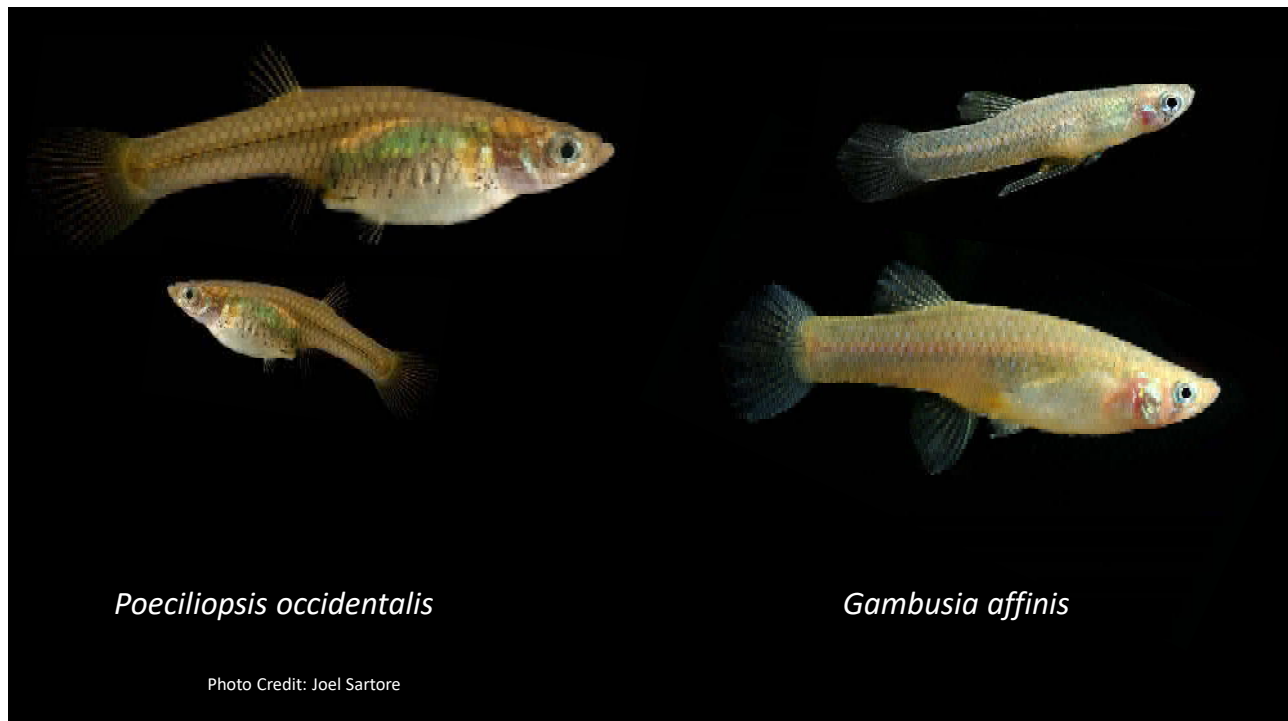 Poeciliopsis occidentalis
Gambusia affinis
Photo Credit: Joel Sartore